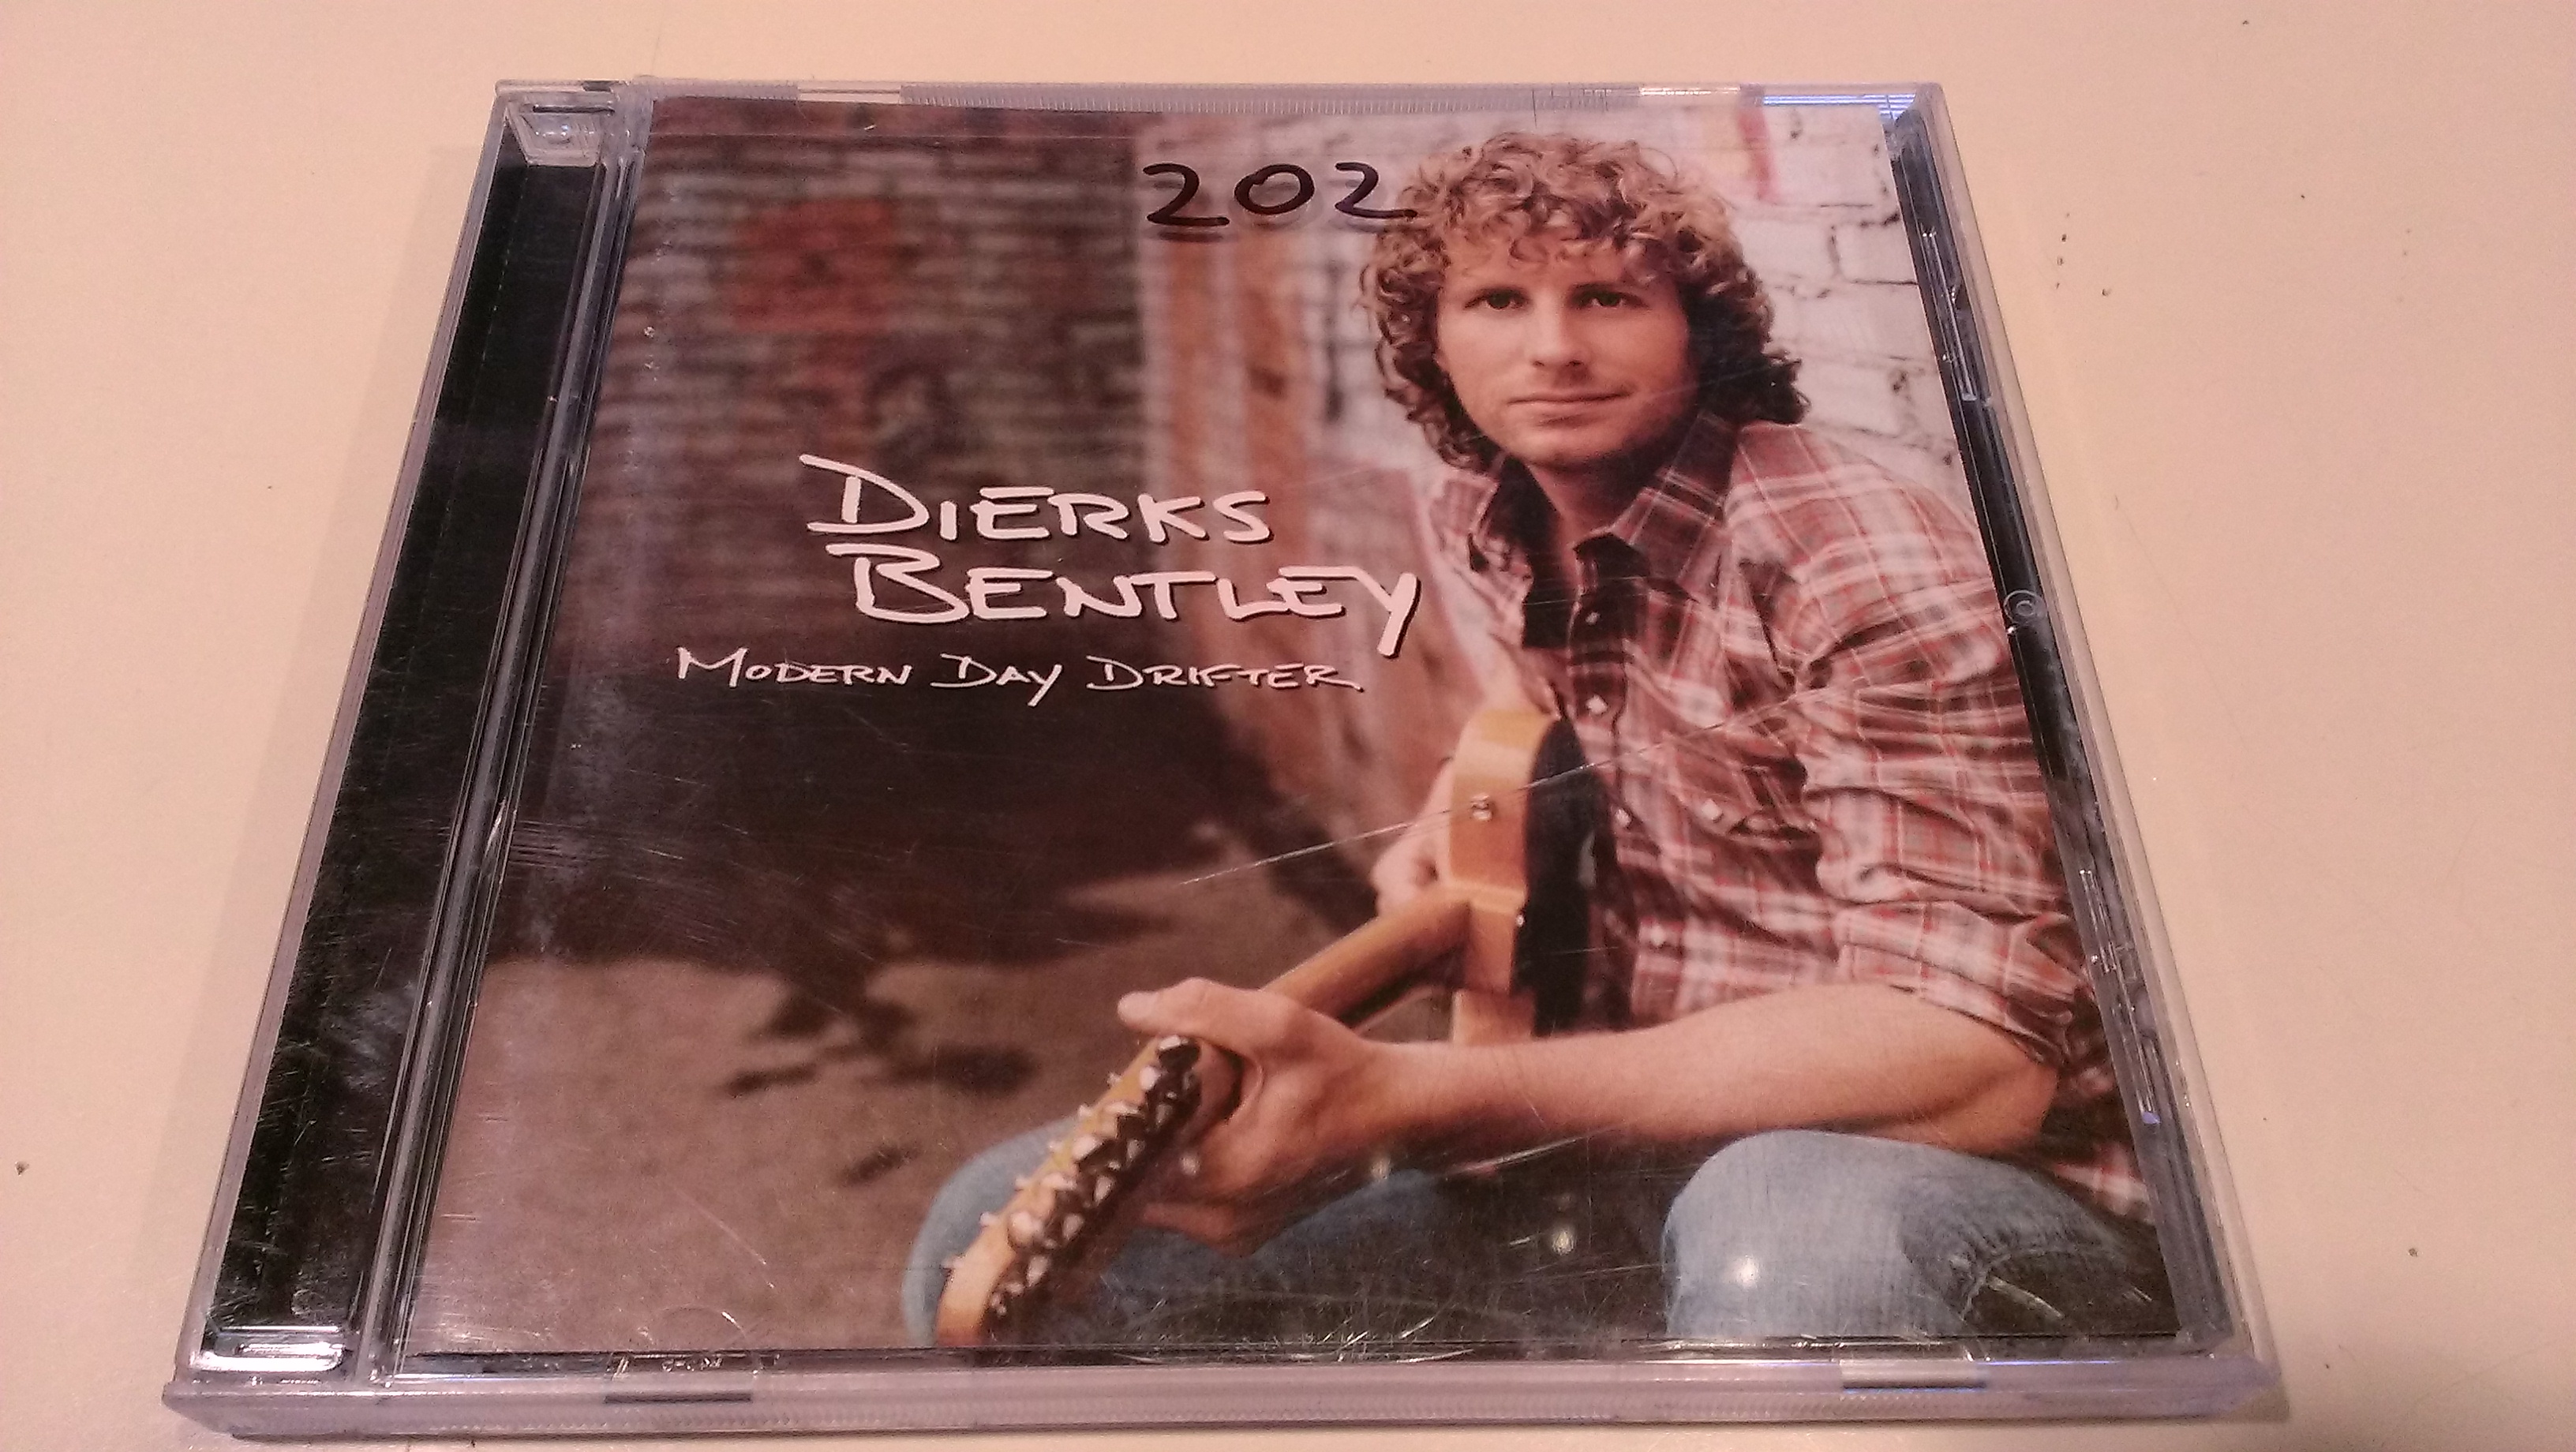 202
DIERKS
BENTLEY
MODERN DAY DRIFTER